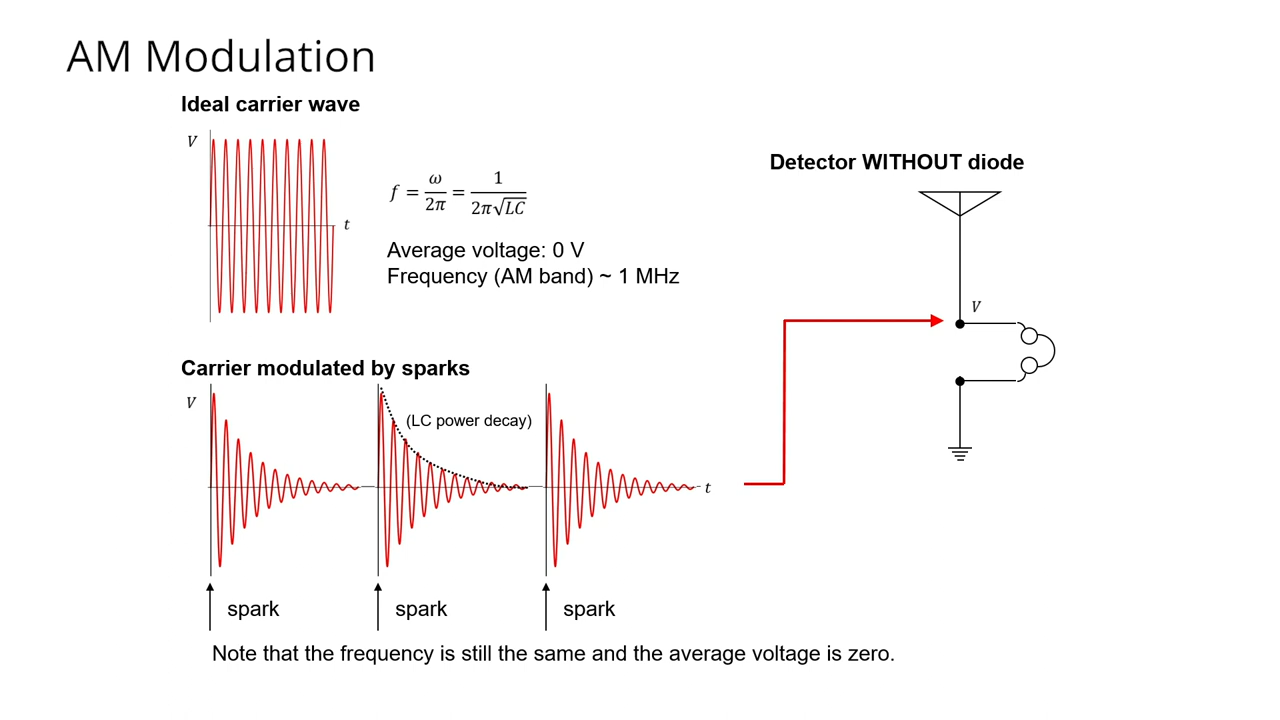 AM Modulation
Ideal carrier wave
V
t
f = ω/2π = 1/2π√LC
Average voltage: 0 V
Frequency (AM band) ~ 1 MHz
Detector WITHOUT diode
V
Carrier modulated by sparks
V
(LC power decay)
t
spark
spark
spark
Note that the frequency is still the same and the average voltage is zero.